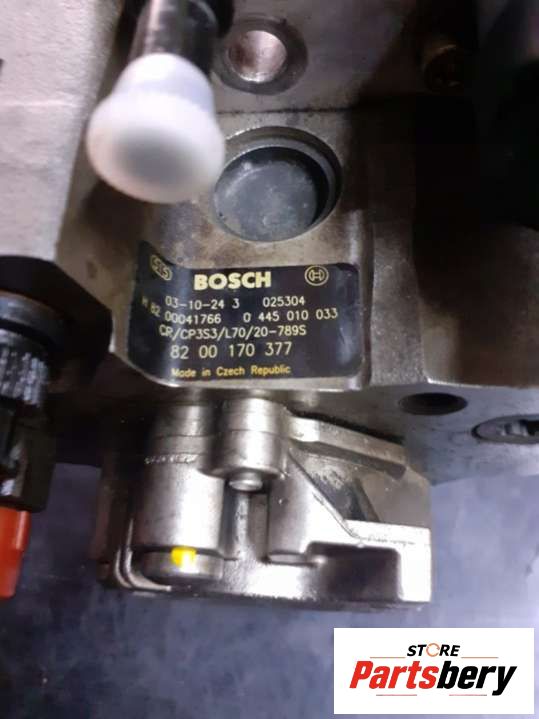 BOSCH
03-10-24 3 025304
H 82 00041766 0 445 010 033
CR/CP3S3/L70/20-789S
82 00 170 377
Made in Czech Republic
STORE
Partsbery